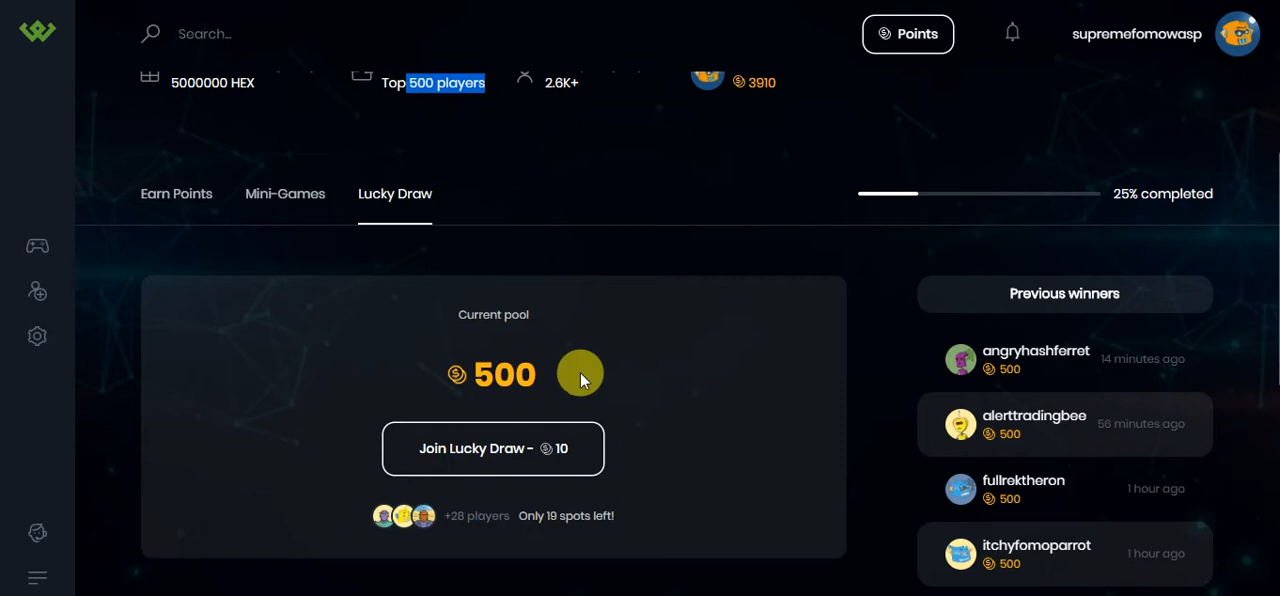 Search...
Points
supremefomowasp
5000000 HEX
Top 500 players
2.6K+
3910
Earn Points
Mini-Games
Lucky Draw
25% completed
Current pool
500
Join Lucky Draw - 10
+28 players Only 19 spots left!
Previous winners
angryhashferret
14 minutes ago
500
alerttradingbee
56 minutes ago
500
fullrektheron
1 hour ago
500
itchyfomoparrot
1 hour ago
500